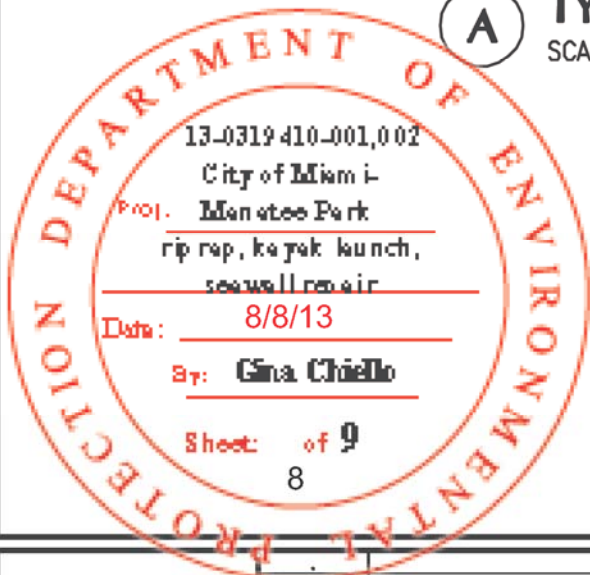 A
SCA
DEPARTMENT OF ENVIRONMENTAL PROTECTION
13-0319410-001,002
City of Miami-
Proj. Manatee Park
rip rap, kayak launch,
seawall repair
Date: 8/8/13
By: Gina Chiello
Sheet: of 9
8